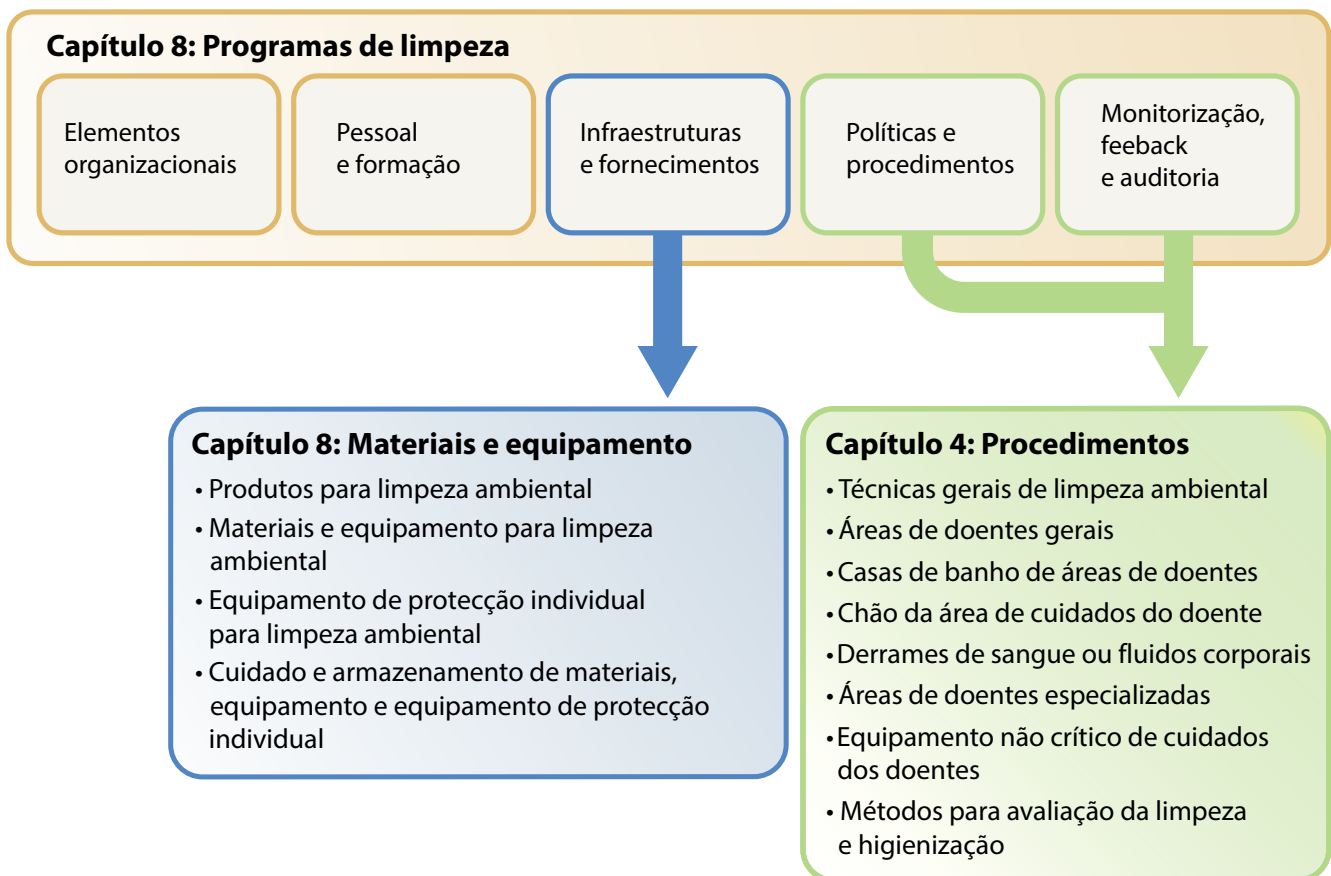 Capítulo 8: Programas de limpeza
Elementos
organizacionais
Pessoal
e formação
Infraestruturas
e fornecimentos
Políticas e
procedimentos
Monitorização,
feeback
e auditoria
Capítulo 8: Materiais e equipamento
• Produtos para limpeza ambiental
• Materiais e equipamento para limpeza
ambiental
• Equipamento de protecção individual
para limpeza ambiental
• Cuidado e armazenamento de materiais,
equipamento e equipamento de protecção
individual
Capítulo 4: Procedimentos
• Técnicas gerais de limpeza ambiental
• Áreas de doentes gerais
• Casas de banho de áreas de doentes
• Chão da área de cuidados do doente
• Derrames de sangue ou fluidos corporais
• Áreas de doentes especializadas
• Equipamento não crítico de cuidados
dos doentes
• Métodos para avaliação da limpeza
e higienização